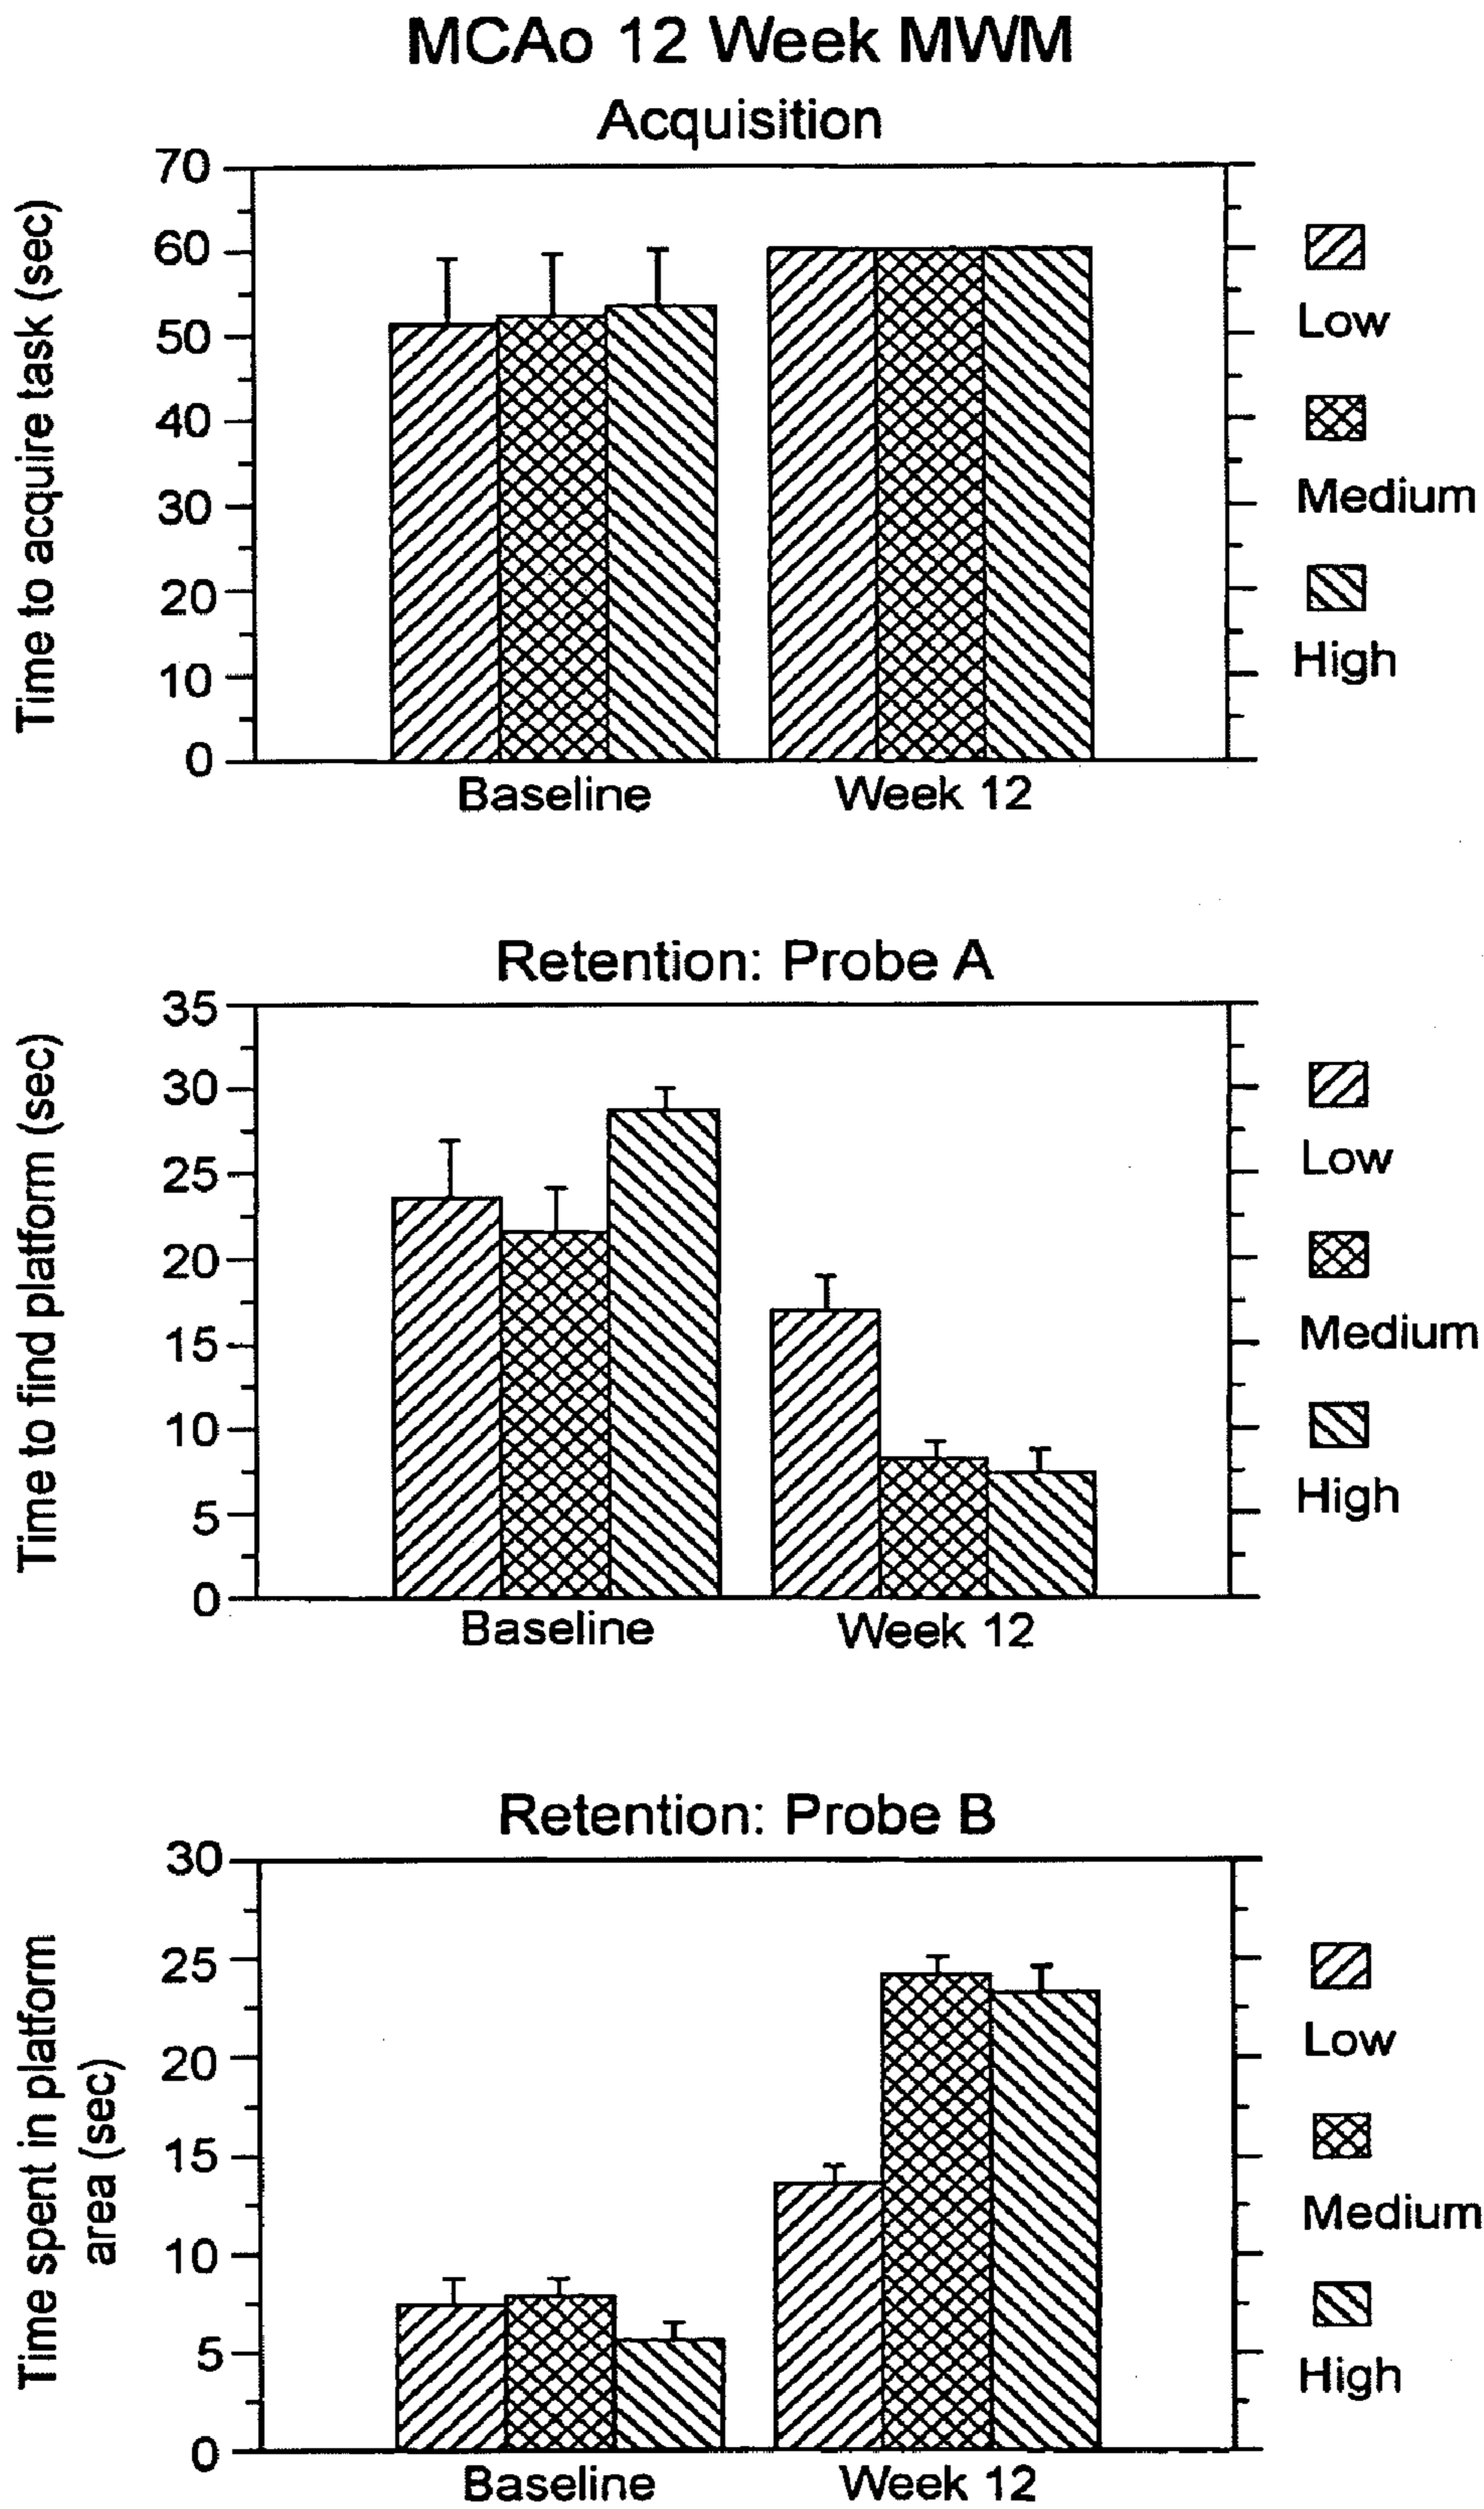 MCAo 12 Week MWM
Acquisition
Time to acquire task (sec)
70
60
50
40
30
20
10
0
Baseline
Week 12
Low
Medium
High
Retention: Probe A
Time to find platform (sec)
35
30
25
20
15
10
5
0
Baseline
Week 12
Low
Medium
High
Retention: Probe B
Time spent in platform
area (sec)
30
25
20
15
10
5
0
Baseline
Week 12
Low
Medium
High